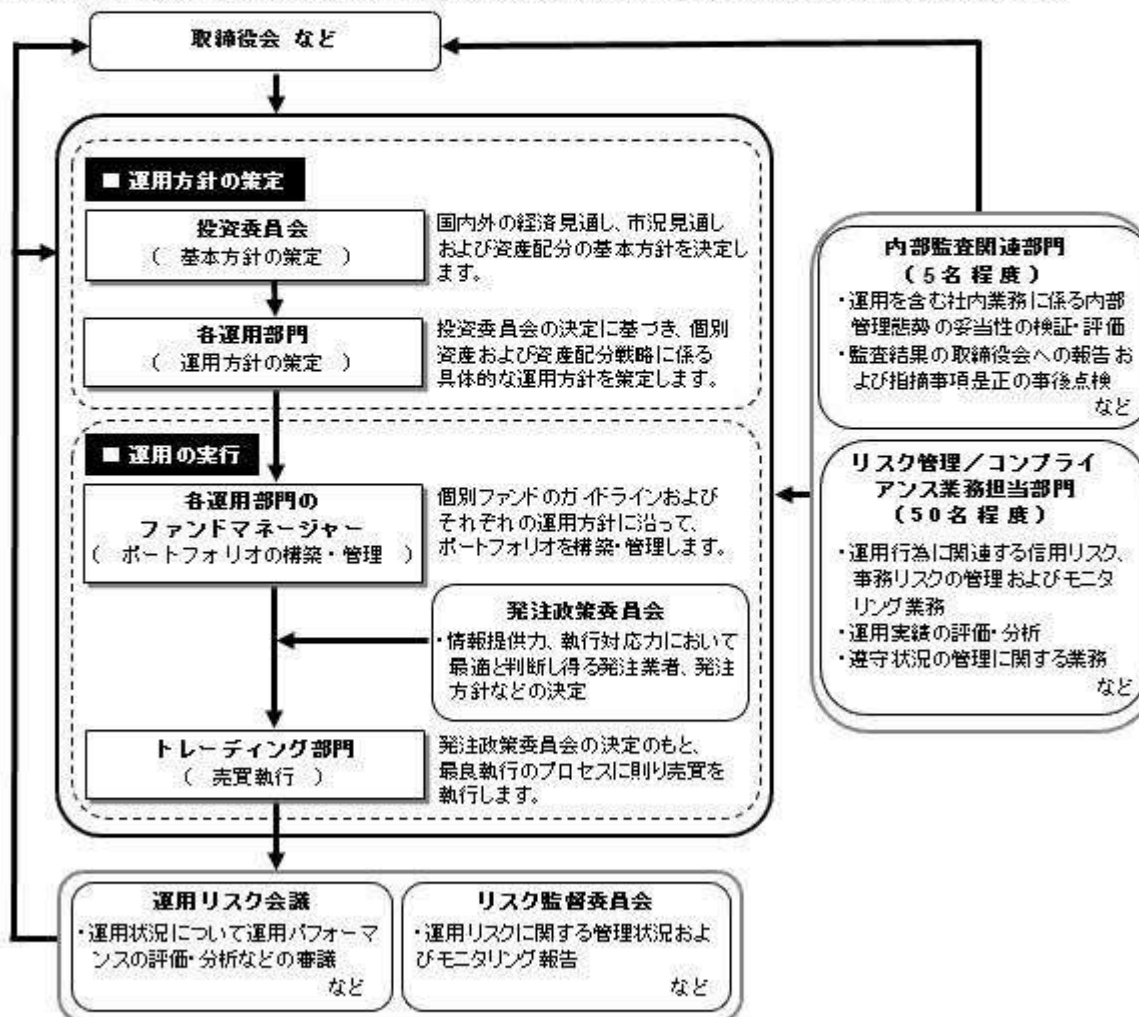 取締役会 など
■ 運用方針の策定
投資委員会
( 基本方針の策定 )
国内外の経済見通し、市況見通し
および資産配分の基本方針を決定し
ます。
各運用部門
( 運用方針の策定 )
投資委員会の決定に基づき、個別
資産および資産配分戦略に係る
具体的な運用方針を策定します。
■ 運用の実行
各運用部門の
ファンドマネージャー
( ポートフォリオの構築・管理 )
個別ファンドのガイドラインおよび
それぞれの運用方針に沿って、
ポートフォリオを構築・管理します。
発注政策委員会
・情報提供力、執行対応力において
最適と判断し得る発注業者、発注
方針などの決定
トレーディング部門
( 売買執行 )
発注政策委員会の決定のもと、
最良執行のプロセスに則り売買を
執行します。
運用リスク会議
・運用状況について運用パフォーマ
ンスの評価・分析などの審議
など
リスク監督委員会
・運用リスクに関する管理状況およ
びモニタリング報告
など
内部監査関連部門
(5名程度)
・運用を含む社内業務に係る内部
管理態勢の妥当性の検証・評価
・監査結果の取締役会への報告お
よび指摘事項是正の事後点検
など
リスク管理/コンプライ
アンス業務担当部門
(50名程度)
・運用行為に関連する信用リスク、
事務リスクの管理およびモニタ
リング業務
・運用実績の評価・分析
・遵守状況の管理に関する業務
など